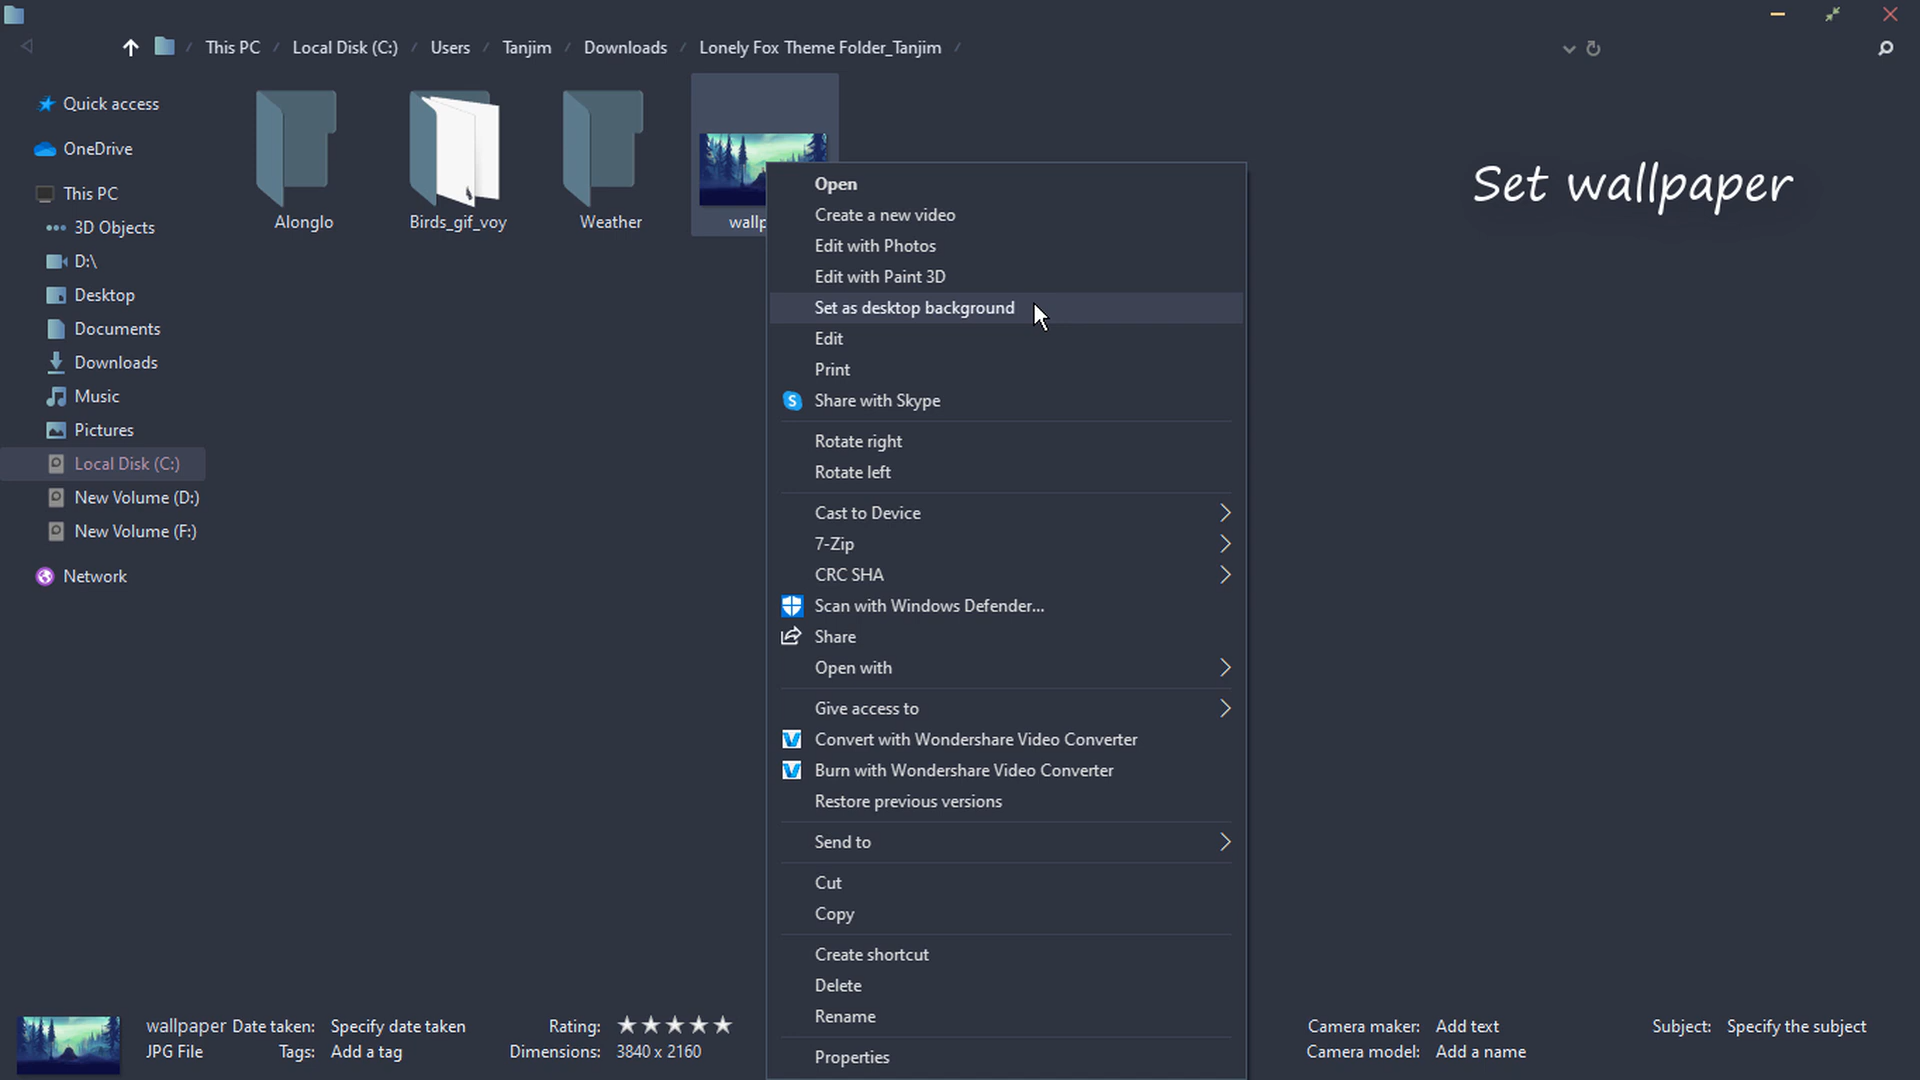 This PC / Local Disk (C:) / Users / Tanjim / Downloads / Lonely Fox Theme Folder_Tanjim /
Quick access
OneDrive
This PC
3D Objects
D:\
Desktop
Documents
Downloads
Music
Pictures
Local Disk (C:)
New Volume (D:)
New Volume (F:)
Network
Alonglo
Birds_gif_voy
Weather
wallp
Set wallpaper
Open
Create a new video
Edit with Photos
Edit with Paint 3D
Set as desktop background
Edit
Print
Share with Skype
Rotate right
Rotate left
Cast to Device
7-Zip
CRC SHA
Scan with Windows Defender...
Share
Open with
Give access to
Convert with Wondershare Video Converter
Burn with Wondershare Video Converter
Restore previous versions
Send to
Cut
Copy
Create shortcut
Delete
Rename
Properties
wallpaper Date taken: Specify date taken Rating: Camera maker: Add text Subject: Specify the subject
JPG File Tags: Add a tag Dimensions: 3840 x 2160 Camera model: Add a name